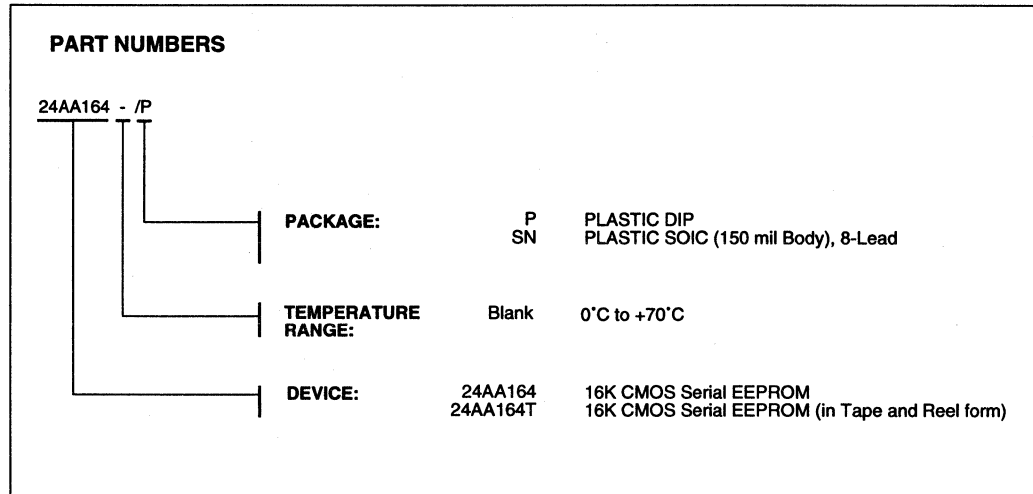 PART NUMBERS
24AA164 - /P
PACKAGE: P PLASTIC DIP
SN PLASTIC SOIC (150 mil Body), 8-Lead
TEMPERATURE Blank 0°C to +70°C
RANGE:
DEVICE: 24AA164 16K CMOS Serial EEPROM
24AA164T 16K CMOS Serial EEPROM (in Tape and Reel form)